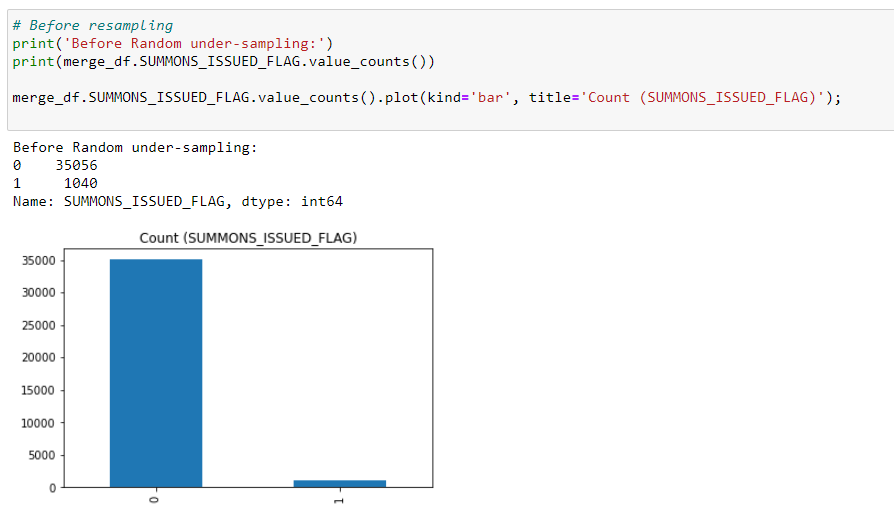 # Before resampling
print('Before Random under-sampling:')
print(merge_df.SUMMONS_ISSUED_FLAG.value_counts())
merge_df.SUMMONS_ISSUED_FLAG.value_counts().plot(kind='bar', title='Count (SUMMONS_ISSUED_FLAG)');
Before Random under-sampling:
0    35056
1     1040
Name: SUMMONS_ISSUED_FLAG, dtype: int64
Count (SUMMONS_ISSUED_FLAG)
35000
30000
25000
20000
15000
10000
5000
0
0
1